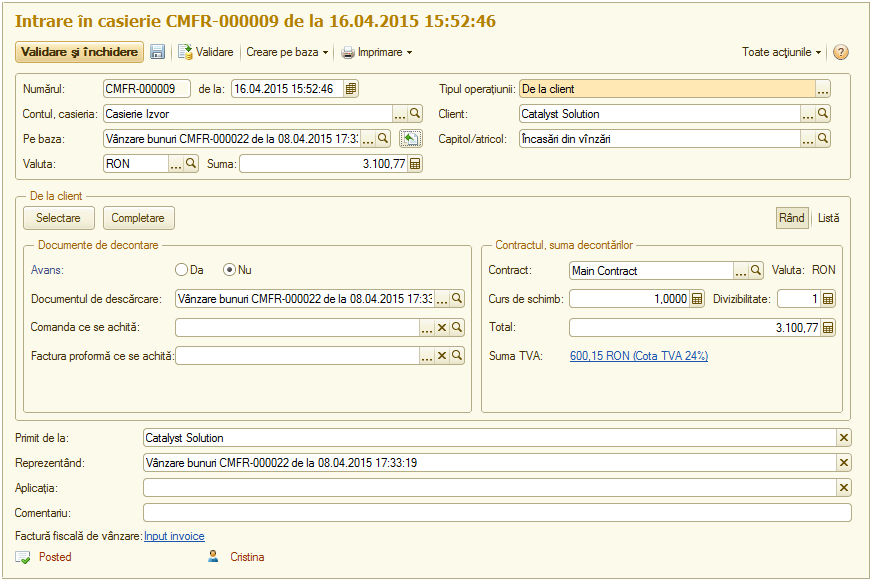 Intrare în casierie CMFR-000009 de la 16.04.2015 15:52:46
Validare şi închidere Validare Creare pe baza Imprimare Toate acţiunile ?
Numărul: CMFR-000009 de la: 16.04.2015 15:52:46 Tipul operaţiunii: De la client ...
Contul, casieria: Casierie Izvor ... Client: Catalyst Solution ...
Pe baza: Vânzare bunuri CMFR-000022 de la 08.04.2015 17:3: ... Capitol/atricol: Încasări din vînzări ...
Valuta: RON ... Suma: 3.100,77
De la client
Selectare Completare Rând Listă
Documente de decontare Contractul, suma decontărilor
Avans: Da Nu Contract: Main Contract ... Valuta: RON
Documentul de descărcare: Vânzare bunuri CMFR-000022 de la 08.04.2015 17:33 ... Curs de schimb: 1,0000 Divizibilitate: 1
Comanda ce se achită: ... Total: 3.100,77
Factura proformă ce se achită: ... Suma TVA: 600,15 RON (Cota TVA 24%)
Primit de la: Catalyst Solution
Reprezentând: Vânzare bunuri CMFR-000022 de la 08.04.2015 17:33:19
Aplicaţia:
Comentariu:
Factură fiscală de vânzare: Input invoice
Posted Cristina